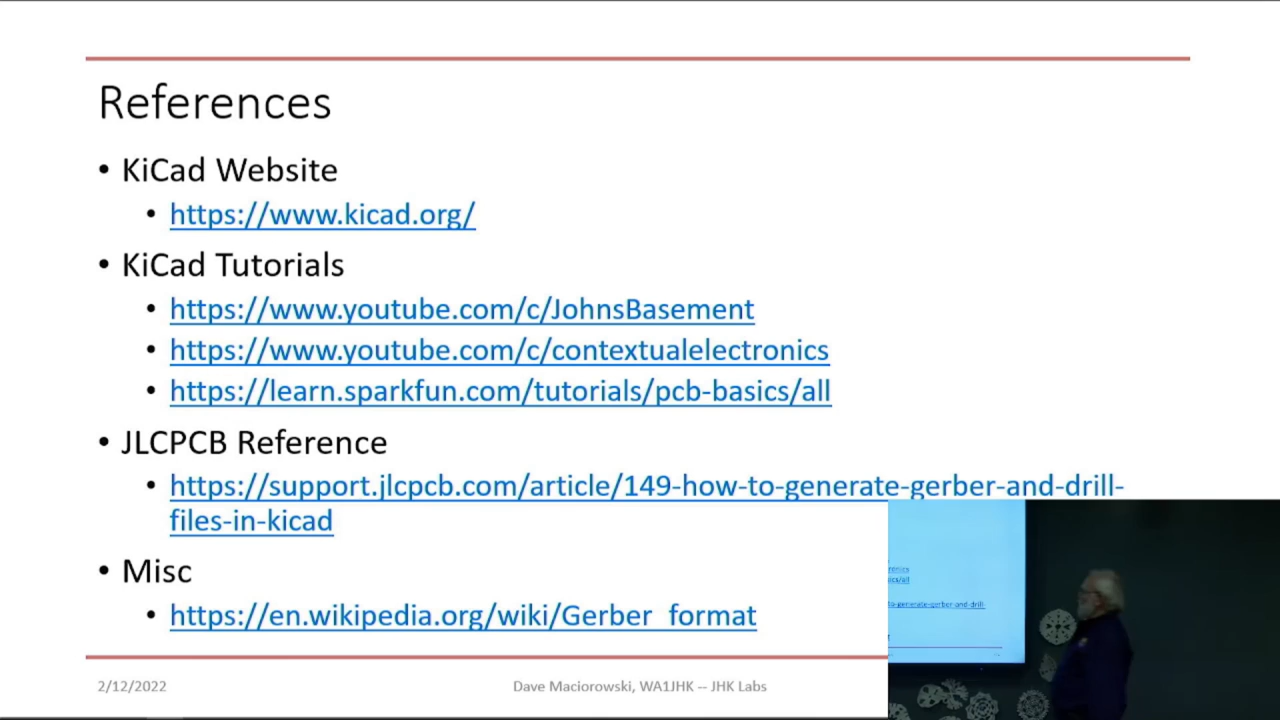 References
• KiCad Website
• https://www.kicad.org/
• KiCad Tutorials
• https://www.youtube.com/c/JohnsBasement
• https://www.youtube.com/c/contextualelectronics
• https://learn.sparkfun.com/tutorials/pcb-basics/all
• JLCPCB Reference
• https://support.jlcpcb.com/article/149-how-to-generate-gerber-and-drill-
files-in-kicad
• Misc
• https://en.wikipedia.org/wiki/Gerber_format
2/12/2022
Dave Maciorowski, WA1JHK -- JHK Labs